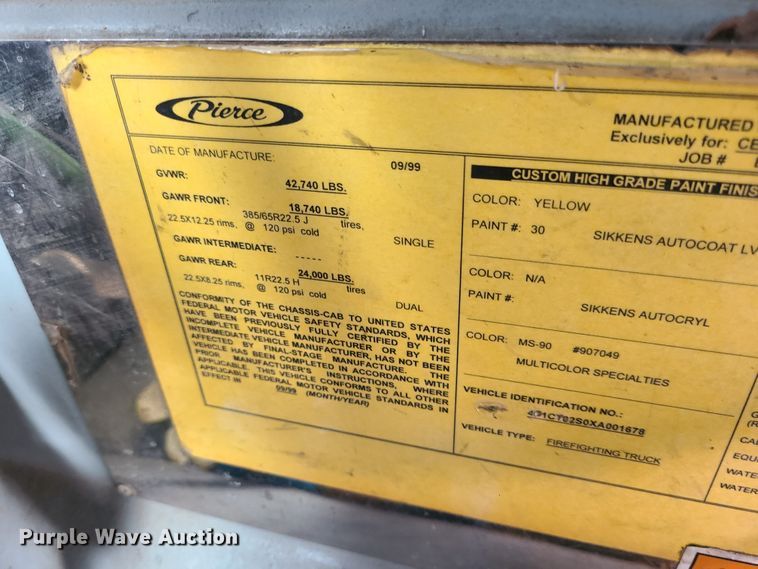 Pierce
MANUFACTURED
Exclusively for: CE
JOB #
DATE OF MANUFACTURE: 09/99
GVWR: 42,740 LBS.
GAWR FRONT: 18,740 LBS.
385/65R22.5 J tires,
22.5X12.25 rims, @ 120 psi cold SINGLE
GAWR INTERMEDIATE: -----
GAWR REAR: 24,000 LBS.
11R22.5 H tires
22.5X8.25 rims, @ 120 psi cold DUAL
CONFORMITY OF THE CHASSIS-CAB TO UNITED STATES
FEDERAL MOTOR VEHICLE SAFETY STANDARDS, WHICH
HAVE BEEN PREVIOUSLY FULLY CERTIFIED BY THE
INCOMPLETE VEHICLE MANUFACTURER OR BY THE
INTERMEDIATE VEHICLE MANUFACTURER, HAS NOT BEEN
AFFECTED BY FINAL-STAGE MANUFACTURE. THE
VEHICLE HAS BEEN COMPLETED IN ACCORDANCE WITH
PRIOR MANUFACTURER'S INSTRUCTIONS, WHERE
APPLICABLE. THIS VEHICLE CONFORMS TO ALL OTHER
APPLICABLE FEDERAL MOTOR VEHICLE STANDARDS IN
EFFECT IN 09/99 (MONTH/YEAR)
CUSTOM HIGH GRADE PAINT FINIS
COLOR: YELLOW
PAINT #: 30 SIKKENS AUTOCOAT LV
COLOR: N/A
PAINT #: SIKKENS AUTOCRYL
COLOR: MS-90 #907049
MULTICOLOR SPECIALTIES
VEHICLE IDENTIFICATION NO.:
4P1CT02S0XA001678
VEHICLE TYPE: FIREFIGHTING TRUCK
G
(R
CA
EQU
WATE
WATER
Purple Wave Auction